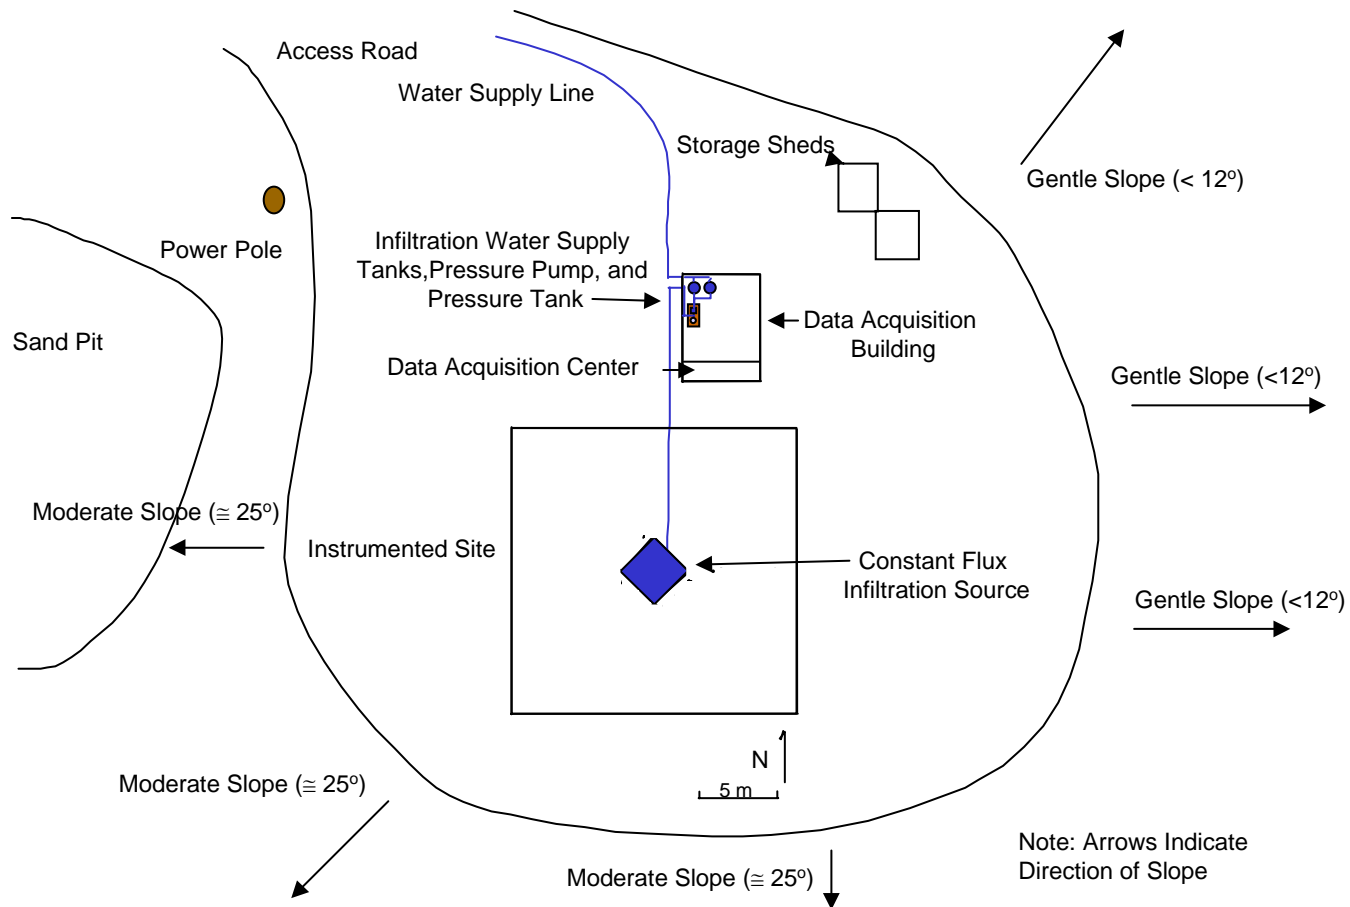 Access Road
Water Supply Line
Storage Sheds
Gentle Slope (< 12º)
Power Pole
Infiltration Water Supply
Tanks,Pressure Pump, and
Pressure Tank
Sand Pit
Data Acquisition
Building
Data Acquisition Center
Gentle Slope (<12º)
Moderate Slope (≅ 25º)
Instrumented Site
Constant Flux
Infiltration Source
Gentle Slope (<12º)
N
5 m
Moderate Slope (≅ 25º)
Moderate Slope (≅ 25º)
Note: Arrows Indicate
Direction of Slope